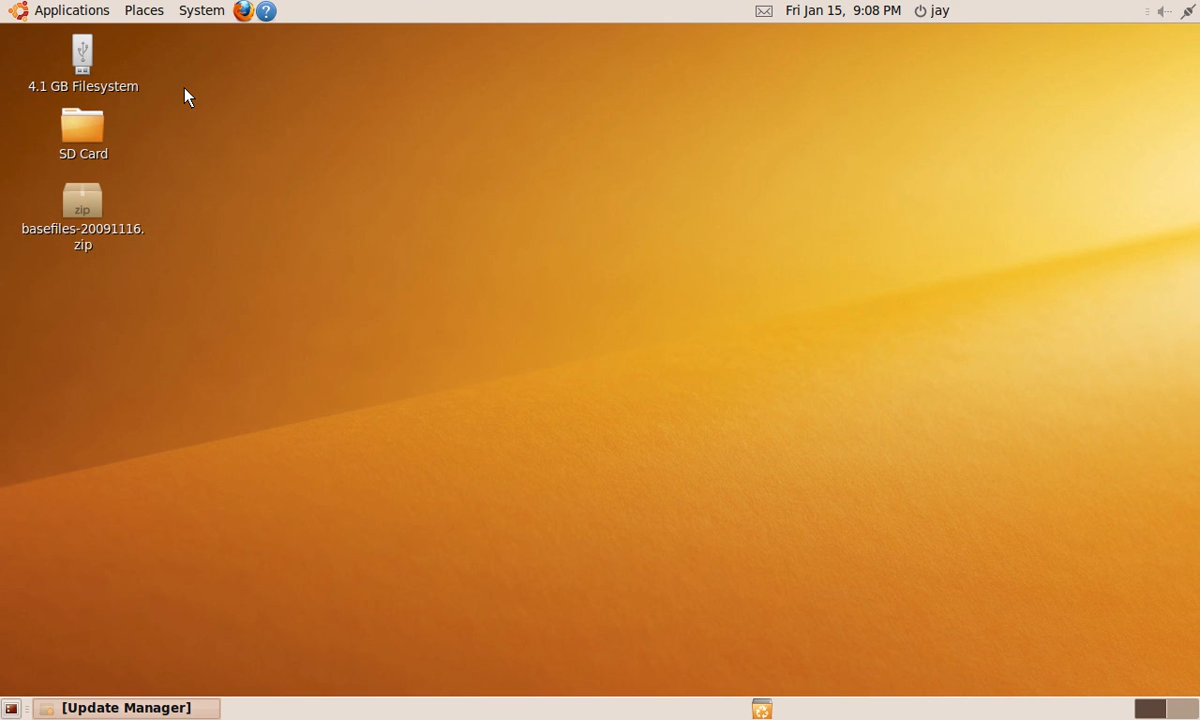 Applications Places System ? Fri Jan 15, 9:08 PM jay
4.1 GB Filesystem
SD Card
zip
basefiles-20091116.
zip
[Update Manager]